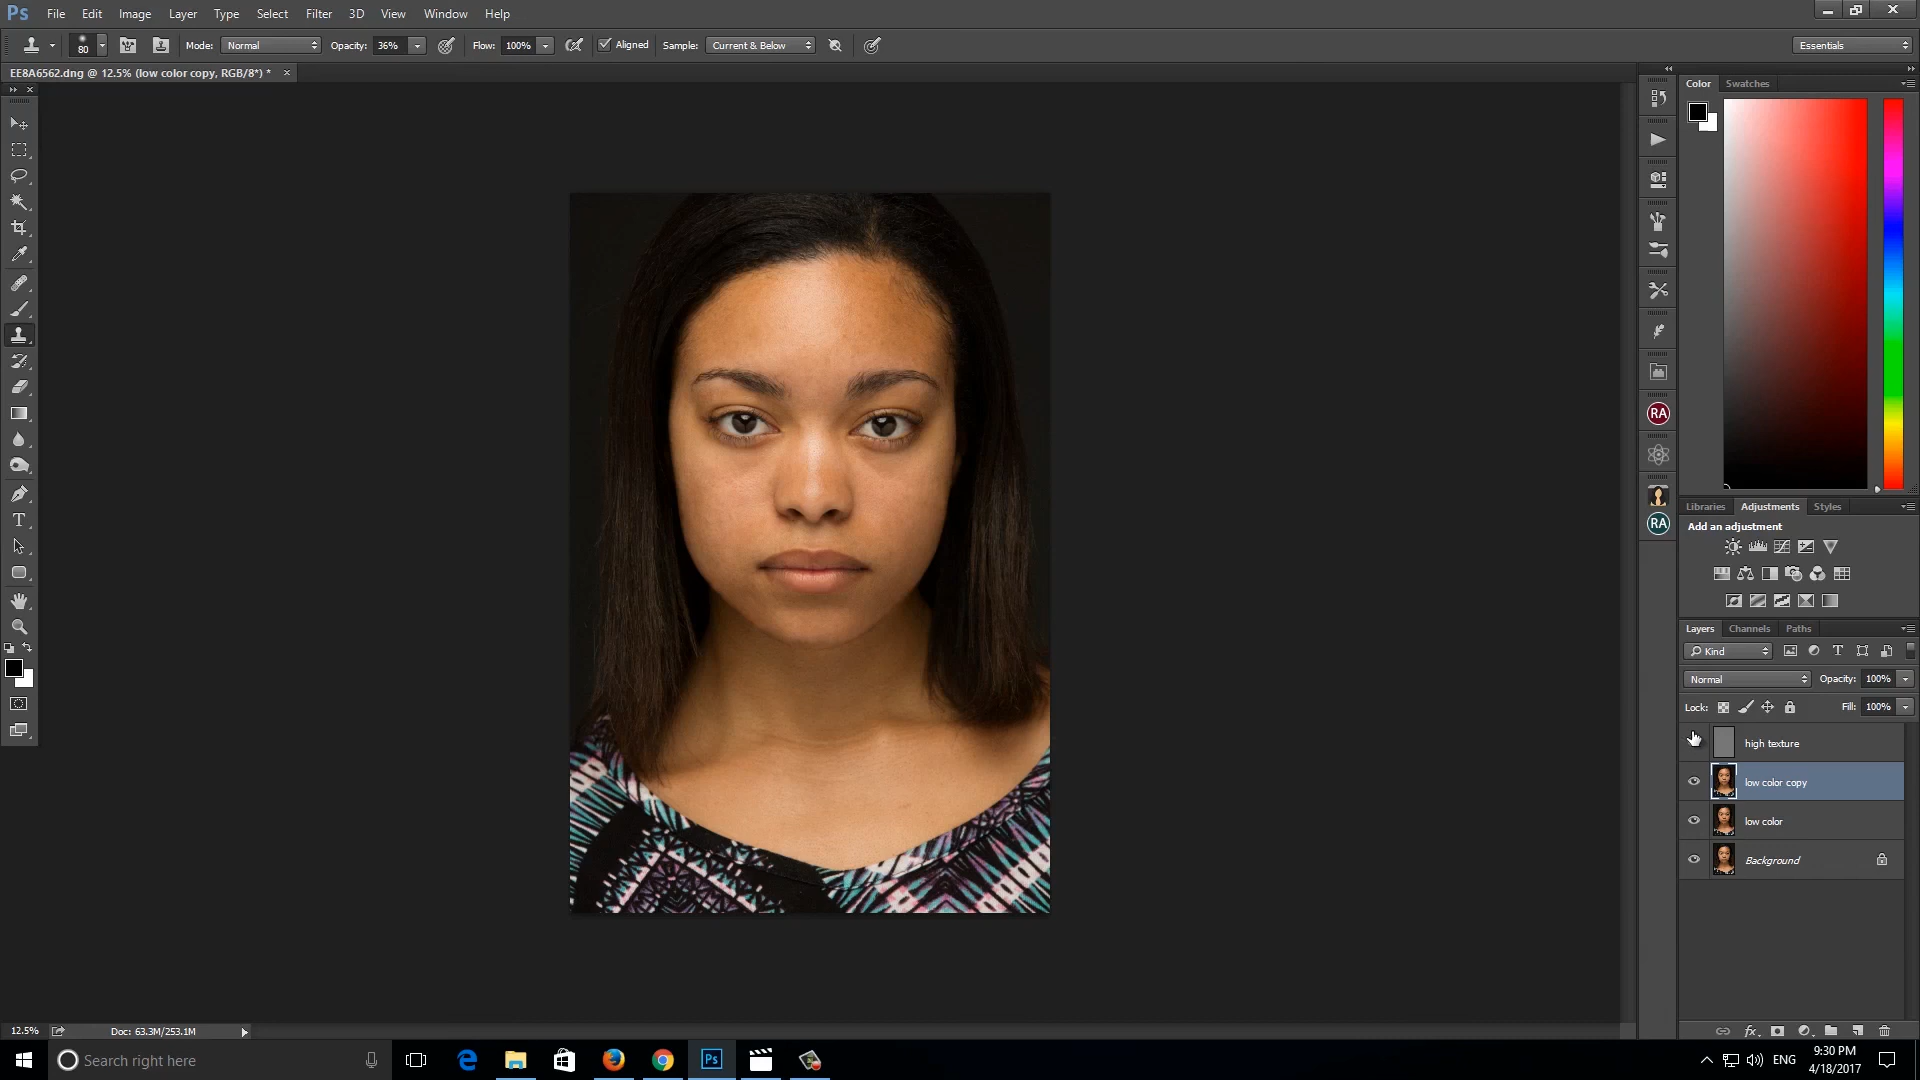 Ps File Edit Image Layer Type Select Filter 3D View Window Help
80 Mode: Normal Opacity: 36% Flow: 100% Aligned Sample: Current & Below Essentials
EE8A6562.dng @ 12.5% (low color copy, RGB/8*) *
Color Swatches
RA
RA
Libraries Adjustments Styles
Add an adjustment
Layers Channels Paths
Kind
Normal Opacity: 100%
Lock: Fill: 100%
high texture
low color copy
low color
Background
12.5% Doc: 63.3M/253.1M
Search right here Ps ENG 9:30 PM
4/18/2017